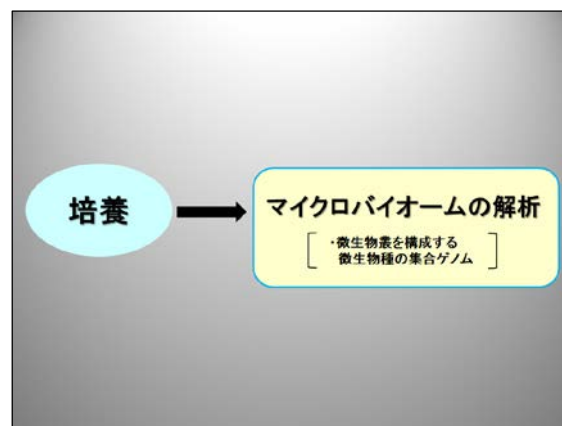 培養
マイクロバイオームの解析
・微生物叢を構成する
微生物種の集合ゲノム